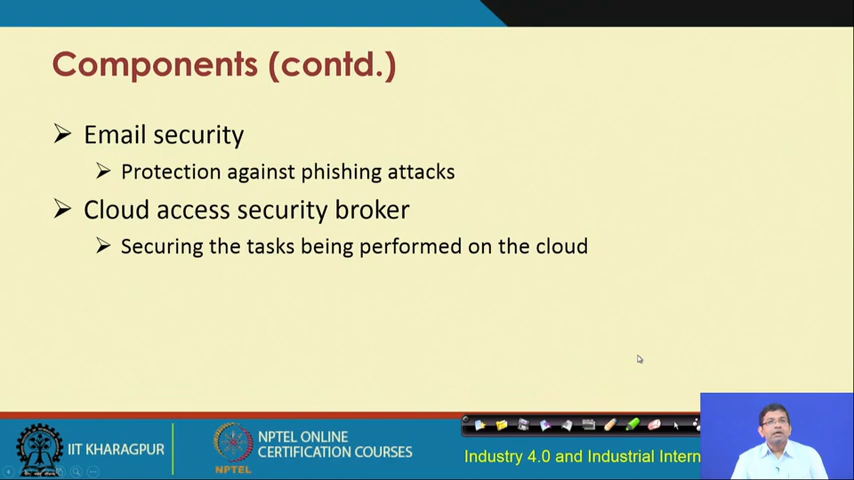 Components (contd.)
Email security
Protection against phishing attacks
Cloud access security broker
Securing the tasks being performed on the cloud
IIT KHARAGPUR
NPTEL
NPTEL ONLINE
CERTIFICATION COURSES
Industry 4.0 and Industrial Intern